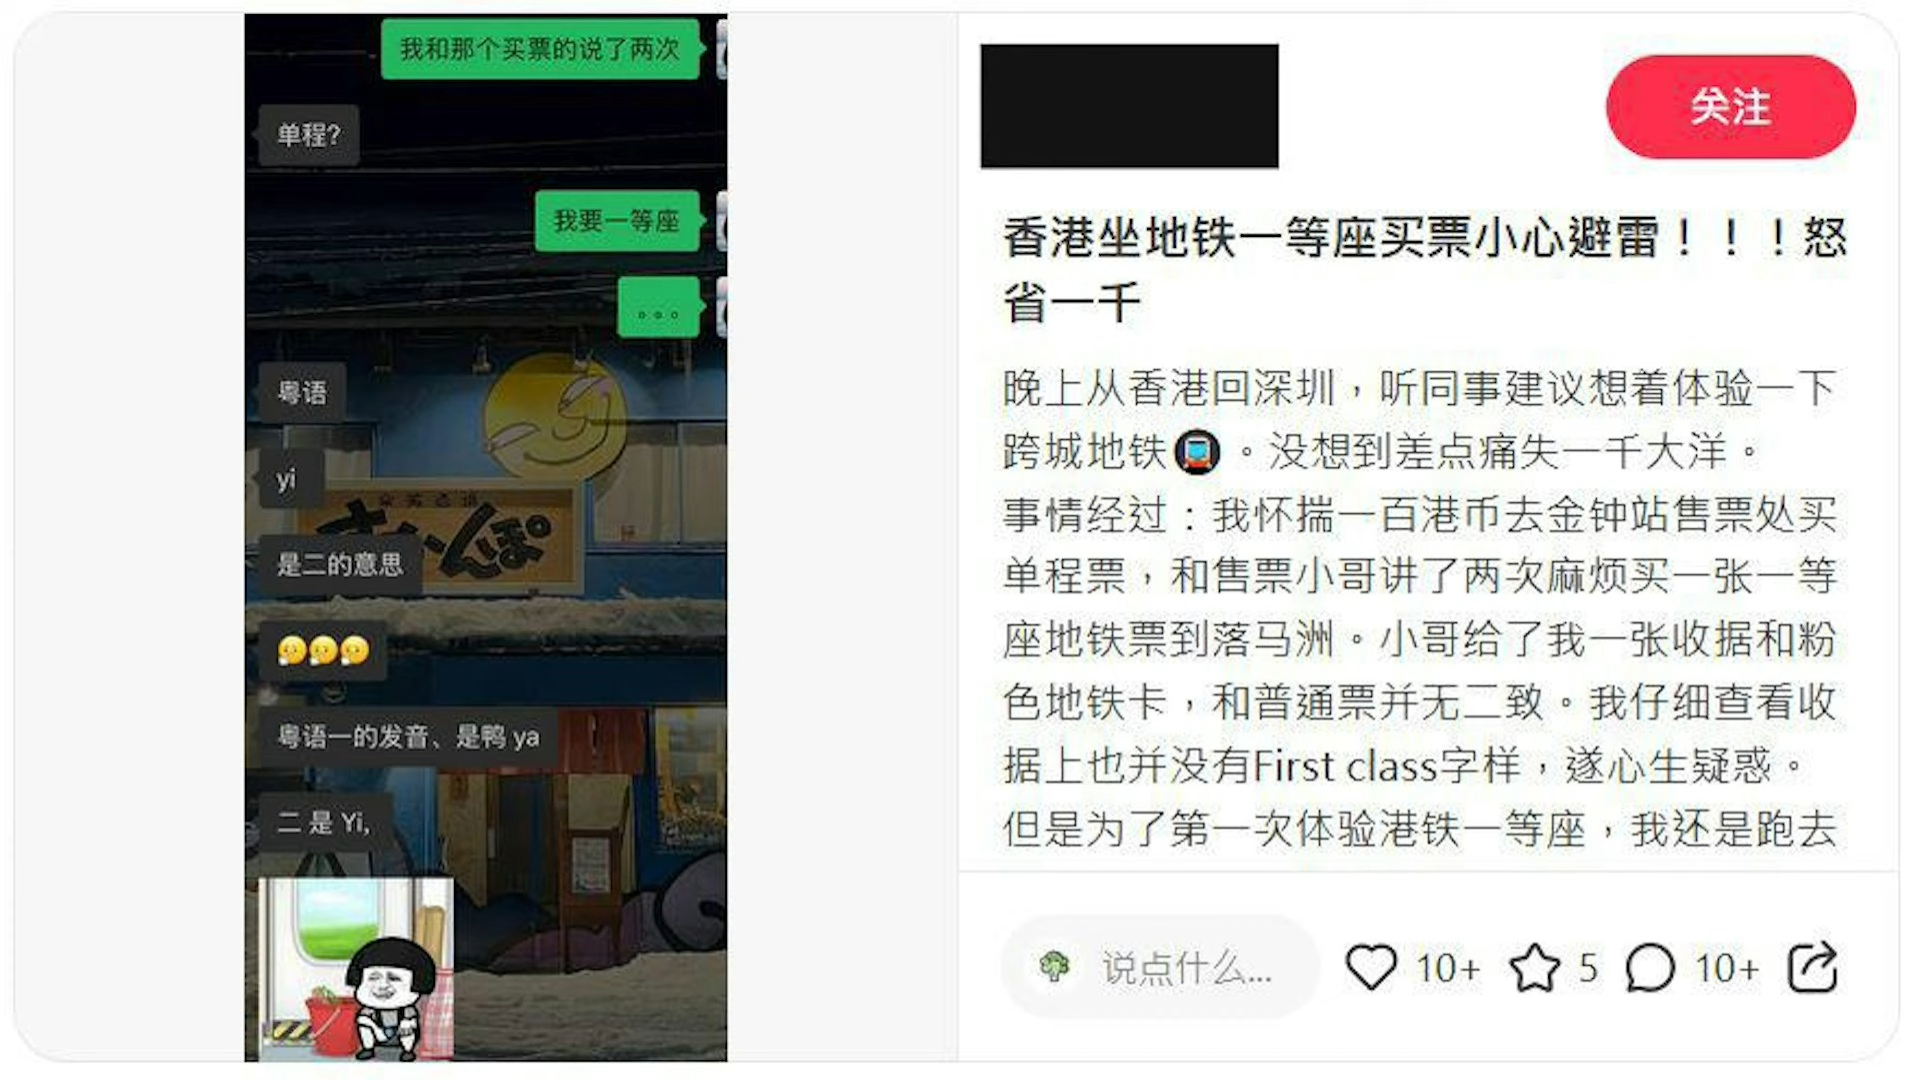 我和那个买票的说了两次
单程?
我要一等座
。。。
粤语
yi
是二的意思
粤语一的发音、是鸭 ya
二 是 Yi,
关注
香港坐地铁一等座买票小心避雷！！！怒
省一千
晚上从香港回深圳，听同事建议想着体验一下
跨城地铁🚇。没想到差点痛失一千大洋。
事情经过：我怀揣一百港币去金钟站售票处买
单程票，和售票小哥讲了两次麻烦买一张一等
座地铁票到落马洲。小哥给了我一张收据和粉
色地铁卡，和普通票并无二致。我仔细查看收
据上也并没有First class字样，遂心生疑惑。
但是为了第一次体验港铁一等座，我还是跑去
说点什么...
10+
5
10+